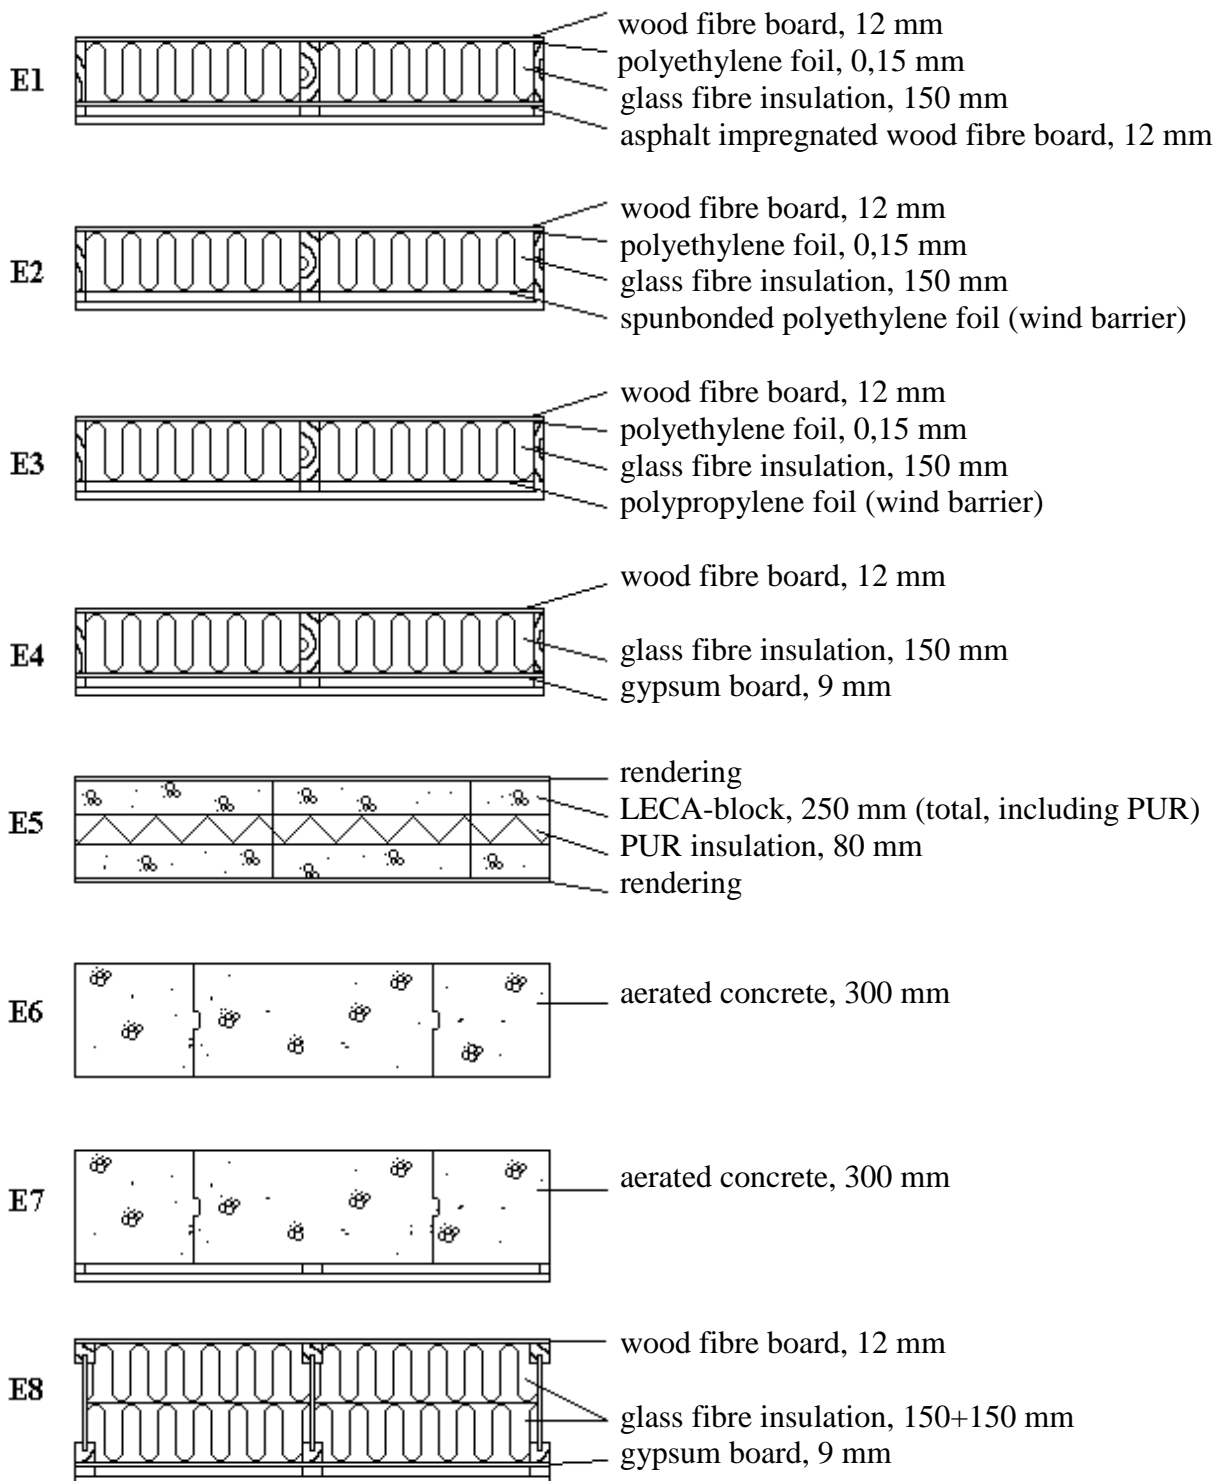 wood fibre board, 12 mm
polyethylene foil, 0,15 mm
E1
glass fibre insulation, 150 mm
asphalt impregnated wood fibre board, 12 mm
wood fibre board, 12 mm
polyethylene foil, 0,15 mm
E2
glass fibre insulation, 150 mm
spunbonded polyethylene foil (wind barrier)
wood fibre board, 12 mm
polyethylene foil, 0,15 mm
E3
glass fibre insulation, 150 mm
polypropylene foil (wind barrier)
wood fibre board, 12 mm
E4
glass fibre insulation, 150 mm
gypsum board, 9 mm
rendering
LECA-block, 250 mm (total, including PUR)
E5
PUR insulation, 80 mm
rendering
aerated concrete, 300 mm
E6
aerated concrete, 300 mm
E7
wood fibre board, 12 mm
E8
glass fibre insulation, 150+150 mm
gypsum board, 9 mm